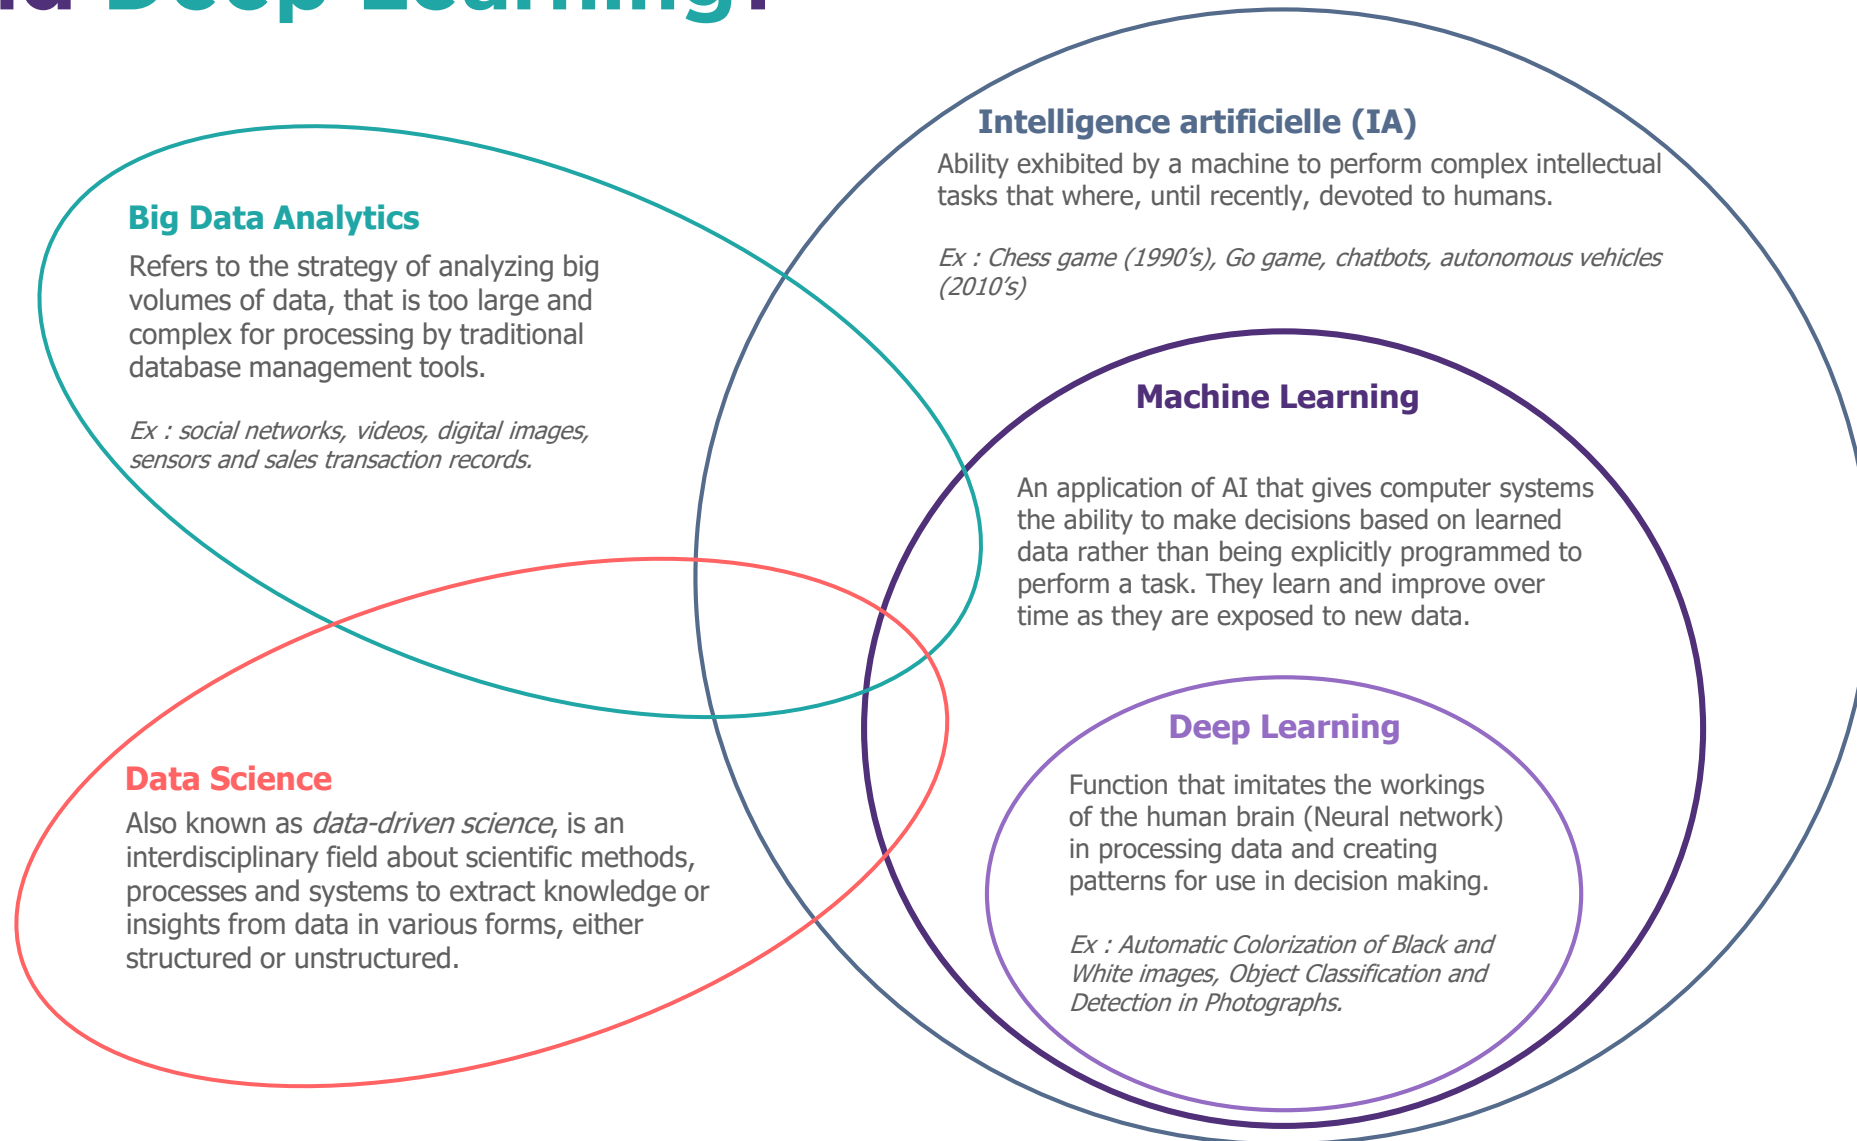 Deep Learning?
Intelligence artificielle (IA)
Ability exhibited by a machine to perform complex intellectual
tasks that where, until recently, devoted to humans.
Ex : Chess game (1990’s), Go game, chatbots, autonomous vehicles
(2010’s)
Big Data Analytics
Refers to the strategy of analyzing big
volumes of data, that is too large and
complex for processing by traditional
database management tools.
Ex : social networks, videos, digital images,
sensors and sales transaction records.
Machine Learning
An application of AI that gives computer systems
the ability to make decisions based on learned
data rather than being explicitly programmed to
perform a task. They learn and improve over
time as they are exposed to new data.
Data Science
Also known as data-driven science, is an
interdisciplinary field about scientific methods,
processes and systems to extract knowledge or
insights from data in various forms, either
structured or unstructured.
Deep Learning
Function that imitates the workings
of the human brain (Neural network)
in processing data and creating
patterns for use in decision making.
Ex : Automatic Colorization of Black and
White images, Object Classification and
Detection in Photographs.